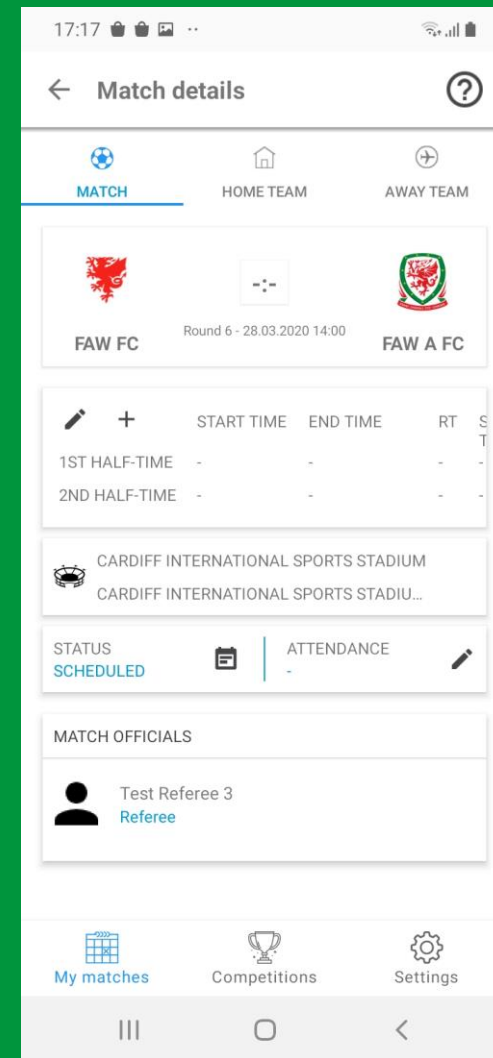 17:17
Match details
MATCH HOME TEAM AWAY TEAM
-:-
Round 6 - 28.03.2020 14:00
FAW FC FAW A FC
START TIME END TIME RT S
T
1ST HALF-TIME - - - -
2ND HALF-TIME - - - -
CARDIFF INTERNATIONAL SPORTS STADIUM
CARDIFF INTERNATIONAL SPORTS STADIU...
STATUS ATTENDANCE
SCHEDULED -
MATCH OFFICIALS
Test Referee 3
Referee
My matches Competitions Settings